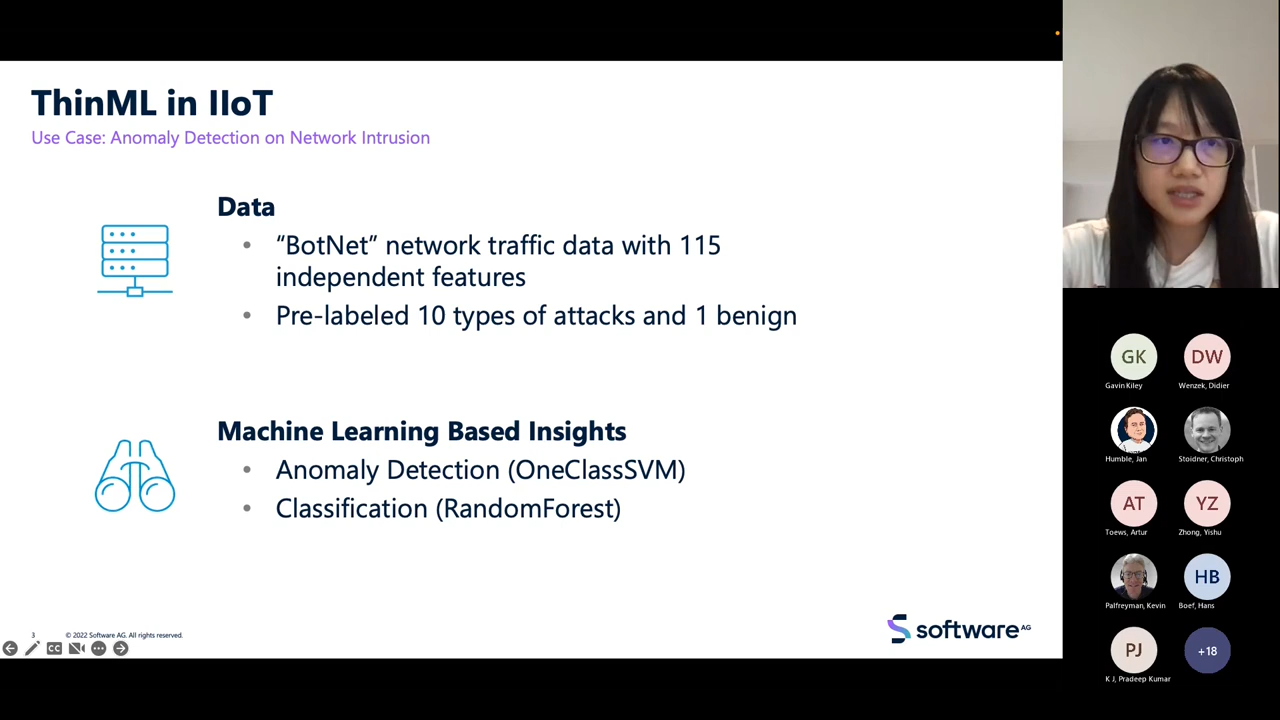 ThinML in IIoT
Use Case: Anomaly Detection on Network Intrusion
Data
• “BotNet” network traffic data with 115
independent features
• Pre-labeled 10 types of attacks and 1 benign
Machine Learning Based Insights
• Anomaly Detection (OneClassSVM)
• Classification (RandomForest)
3 © 2022 Software AG. All rights reserved.
CC
software AG
GK DW
Gavin Kiley Wenzek, Didier
Humble, Jan Stoidner, Christoph
AT YZ
Toews, Artur Zhong, Yishu
HB
Palfreyman, Kevin Boef, Hans
PJ +18
K J, Pradeep Kumar